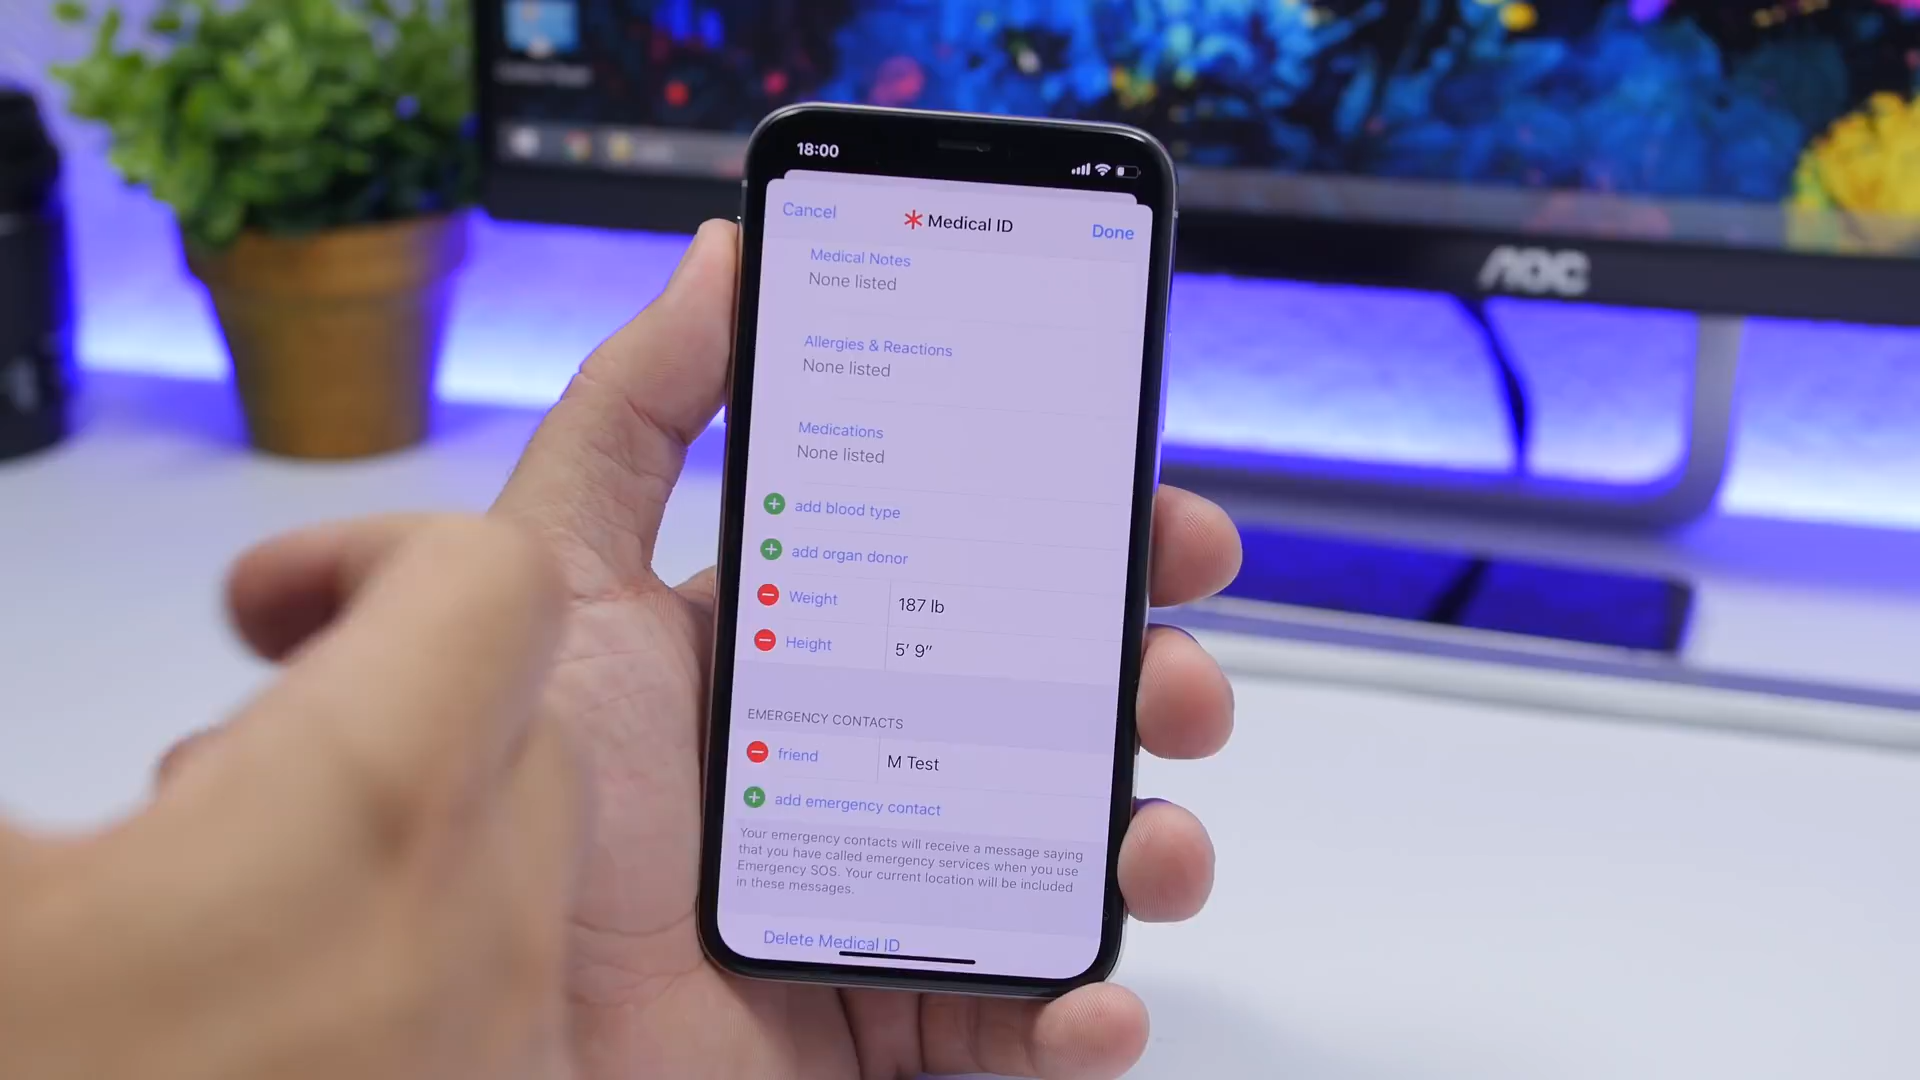 18:00
Cancel
Medical ID
Done
Medical Notes
None listed
Allergies & Reactions
None listed
Medications
None listed
add blood type
add organ donor
Weight
187 lb
Height
5′ 9″
EMERGENCY CONTACTS
friend
M Test
add emergency contact
Your emergency contacts will receive a message saying
that you have called emergency services when you use
Emergency SOS. Your current location will be included
in these messages.
Delete Medical ID
AOC